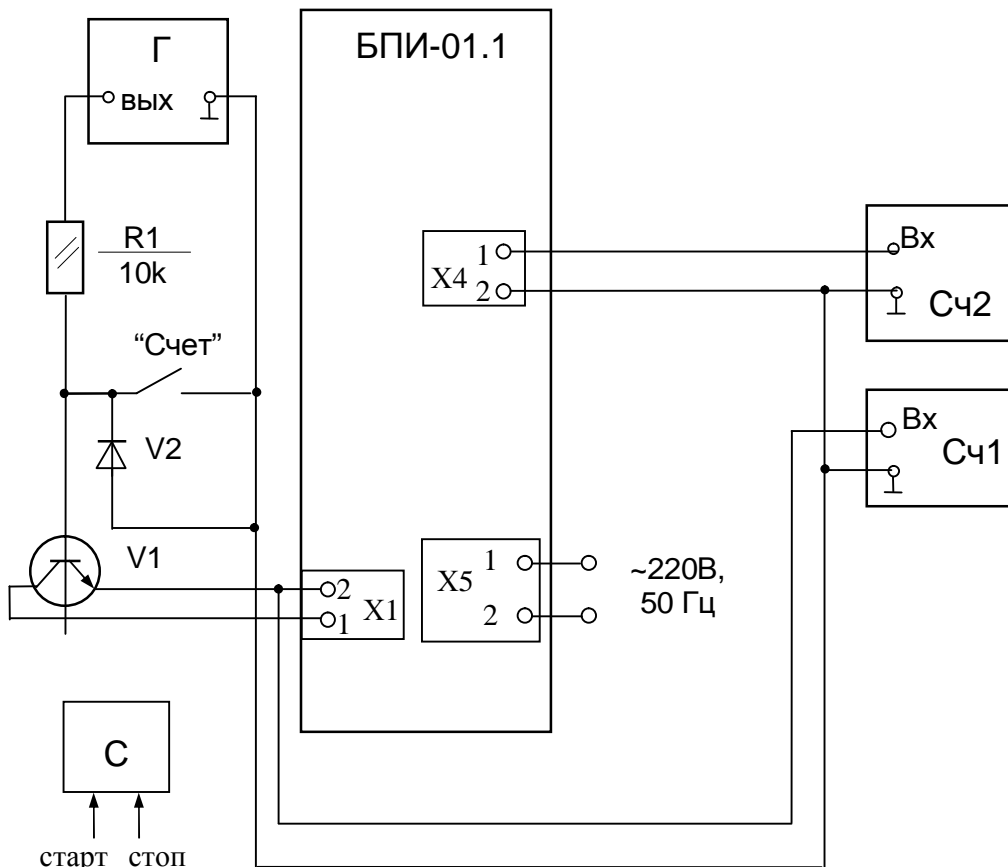 Г
вых
БПИ-01.1
R1
10k
1
X4
2
Вх
Сч2
“Счет”
V2
Вх
Сч1
V1
2
1
X1
1
X5
2
~220В,
50 Гц
С
старт стоп